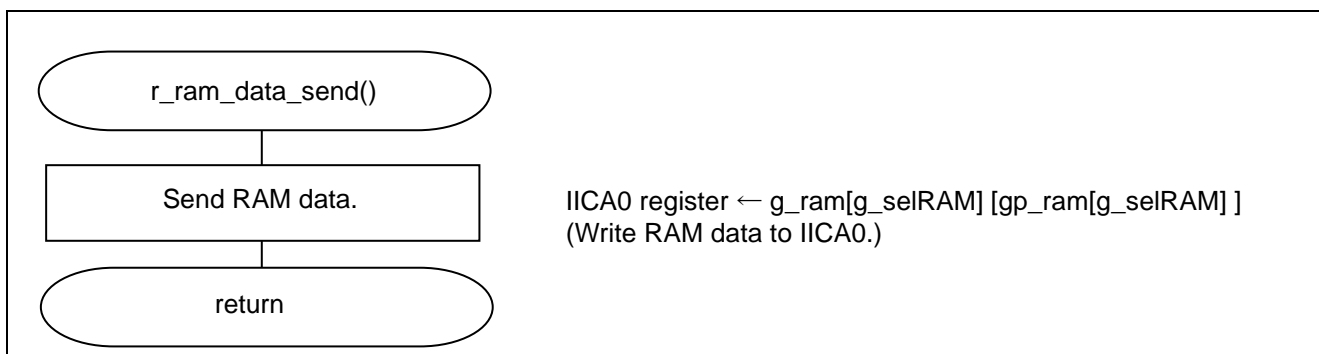 r_ram_data_send()
Send RAM data.
IICA0 register ← g_ram[g_selRAM] [gp_ram[g_selRAM] ]
(Write RAM data to IICA0.)
return